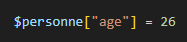 $personne["age"] = 26